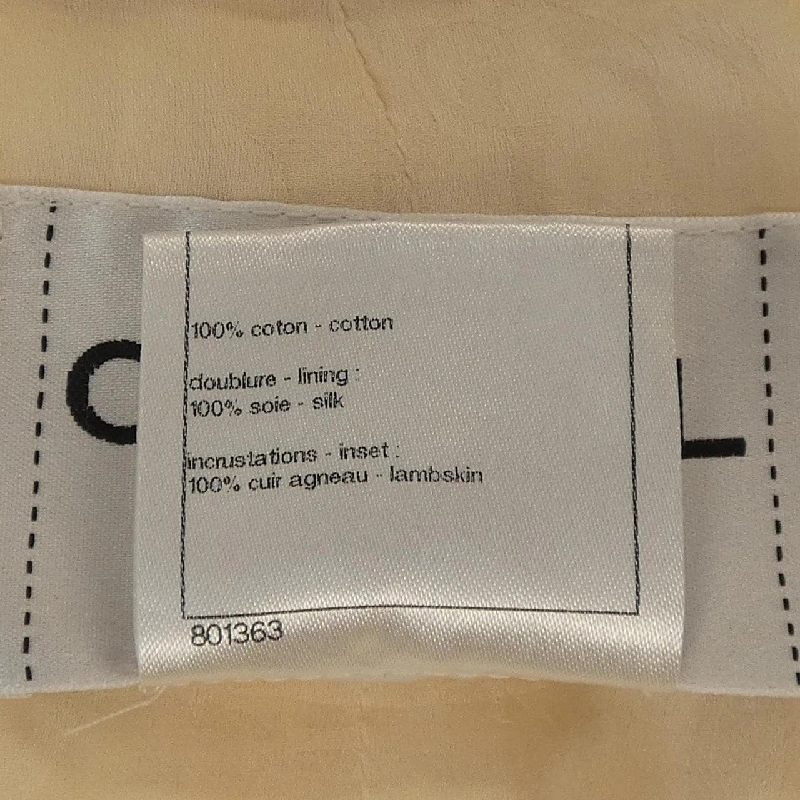 100% coton - cotton
doublure - lining :
100% soie - silk
incrustations - inset :
100% cuir agneau - lambskin
801363